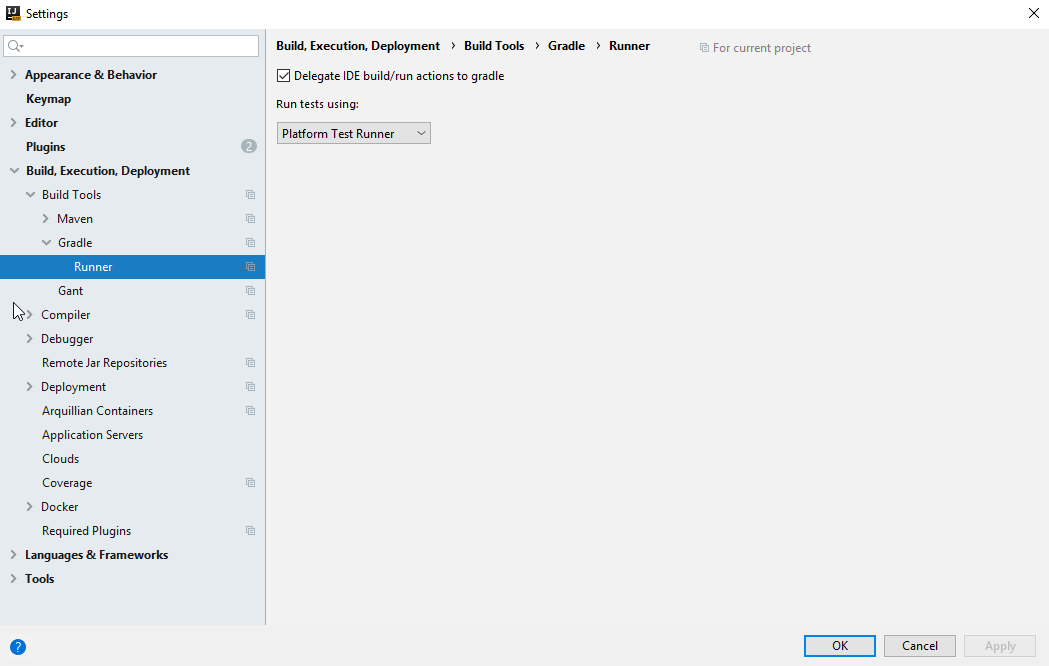 Settings
Appearance & Behavior
Keymap
Editor
Plugins 2
Build, Execution, Deployment
Build Tools
Maven
Gradle
Runner
Gant
Compiler
Debugger
Remote Jar Repositories
Deployment
Arquillian Containers
Application Servers
Clouds
Coverage
Docker
Required Plugins
Languages & Frameworks
Tools
Build, Execution, Deployment › Build Tools › Gradle › Runner For current project
Delegate IDE build/run actions to gradle
Run tests using:
Platform Test Runner
?
OK Cancel Apply